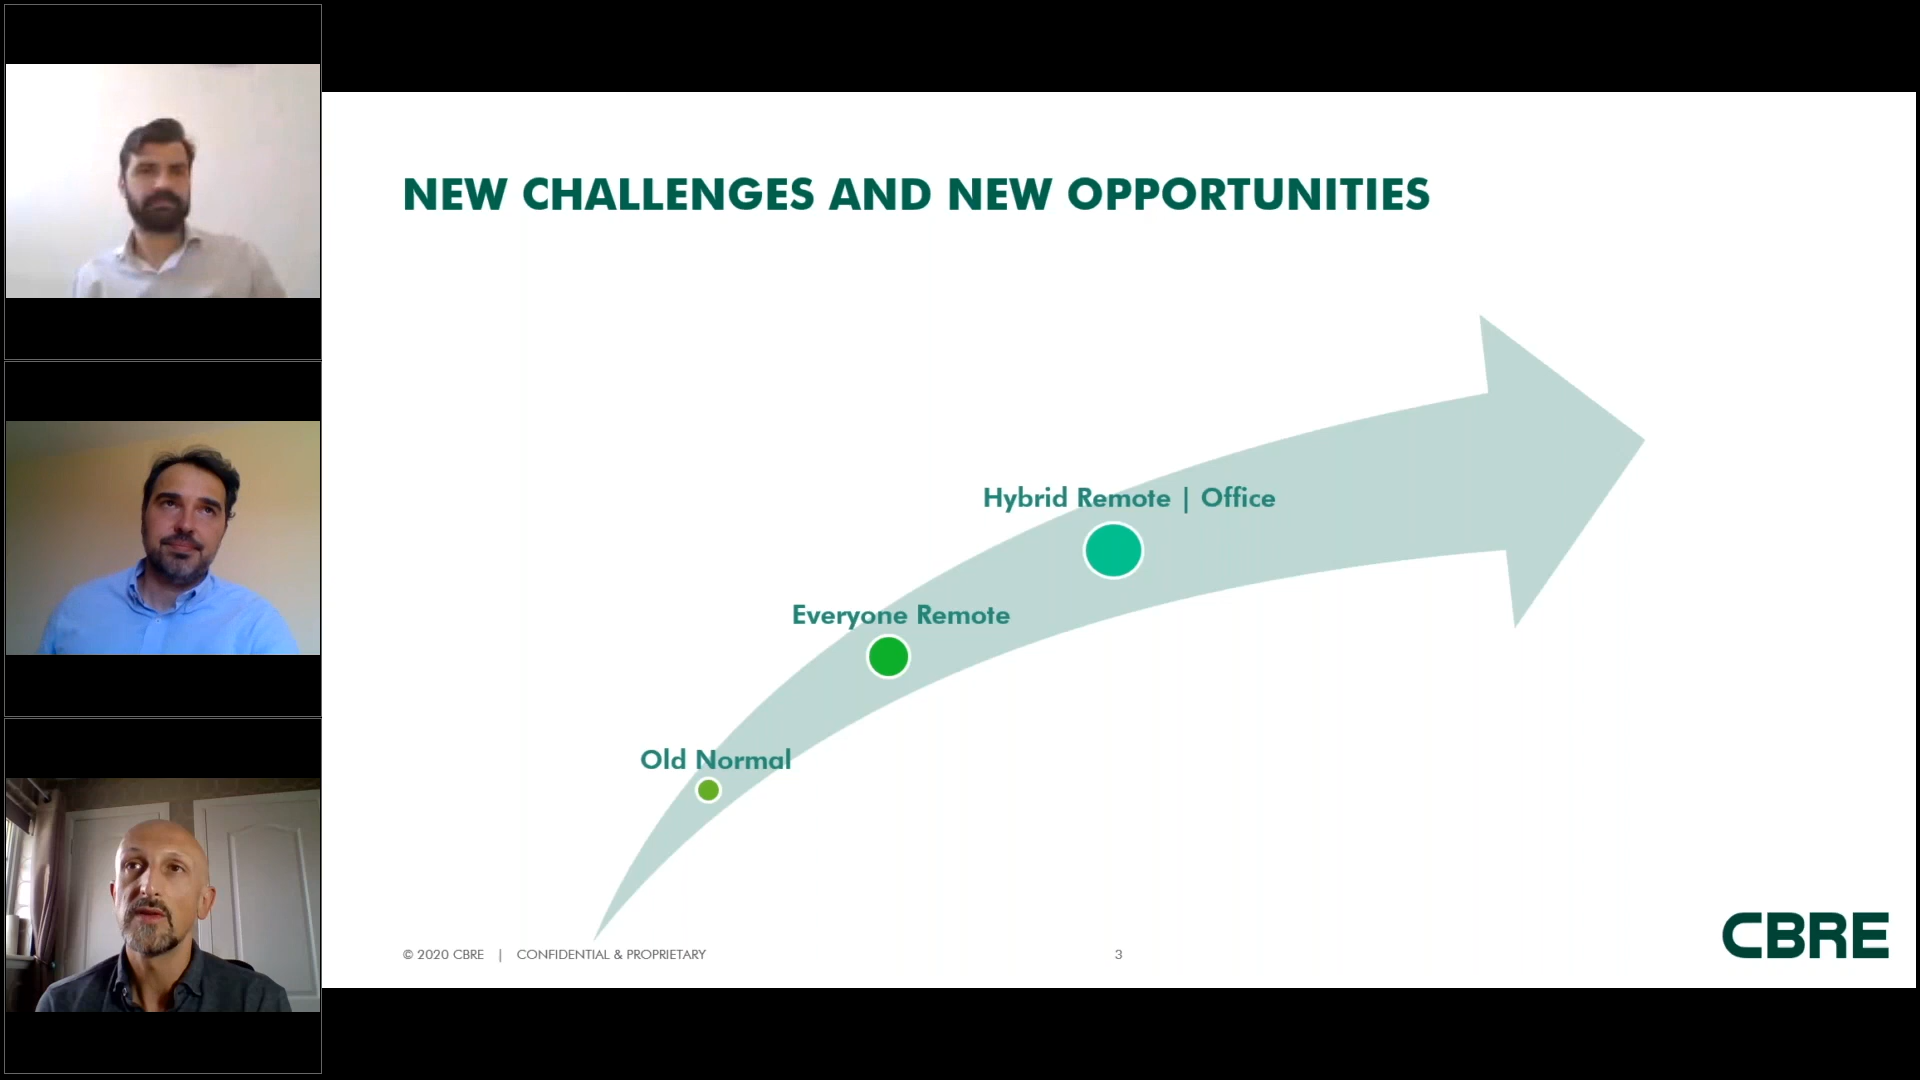 NEW CHALLENGES AND NEW OPPORTUNITIES
Hybrid Remote | Office
Everyone Remote
Old Normal
© 2020 CBRE | CONFIDENTIAL & PROPRIETARY
3
CBRE